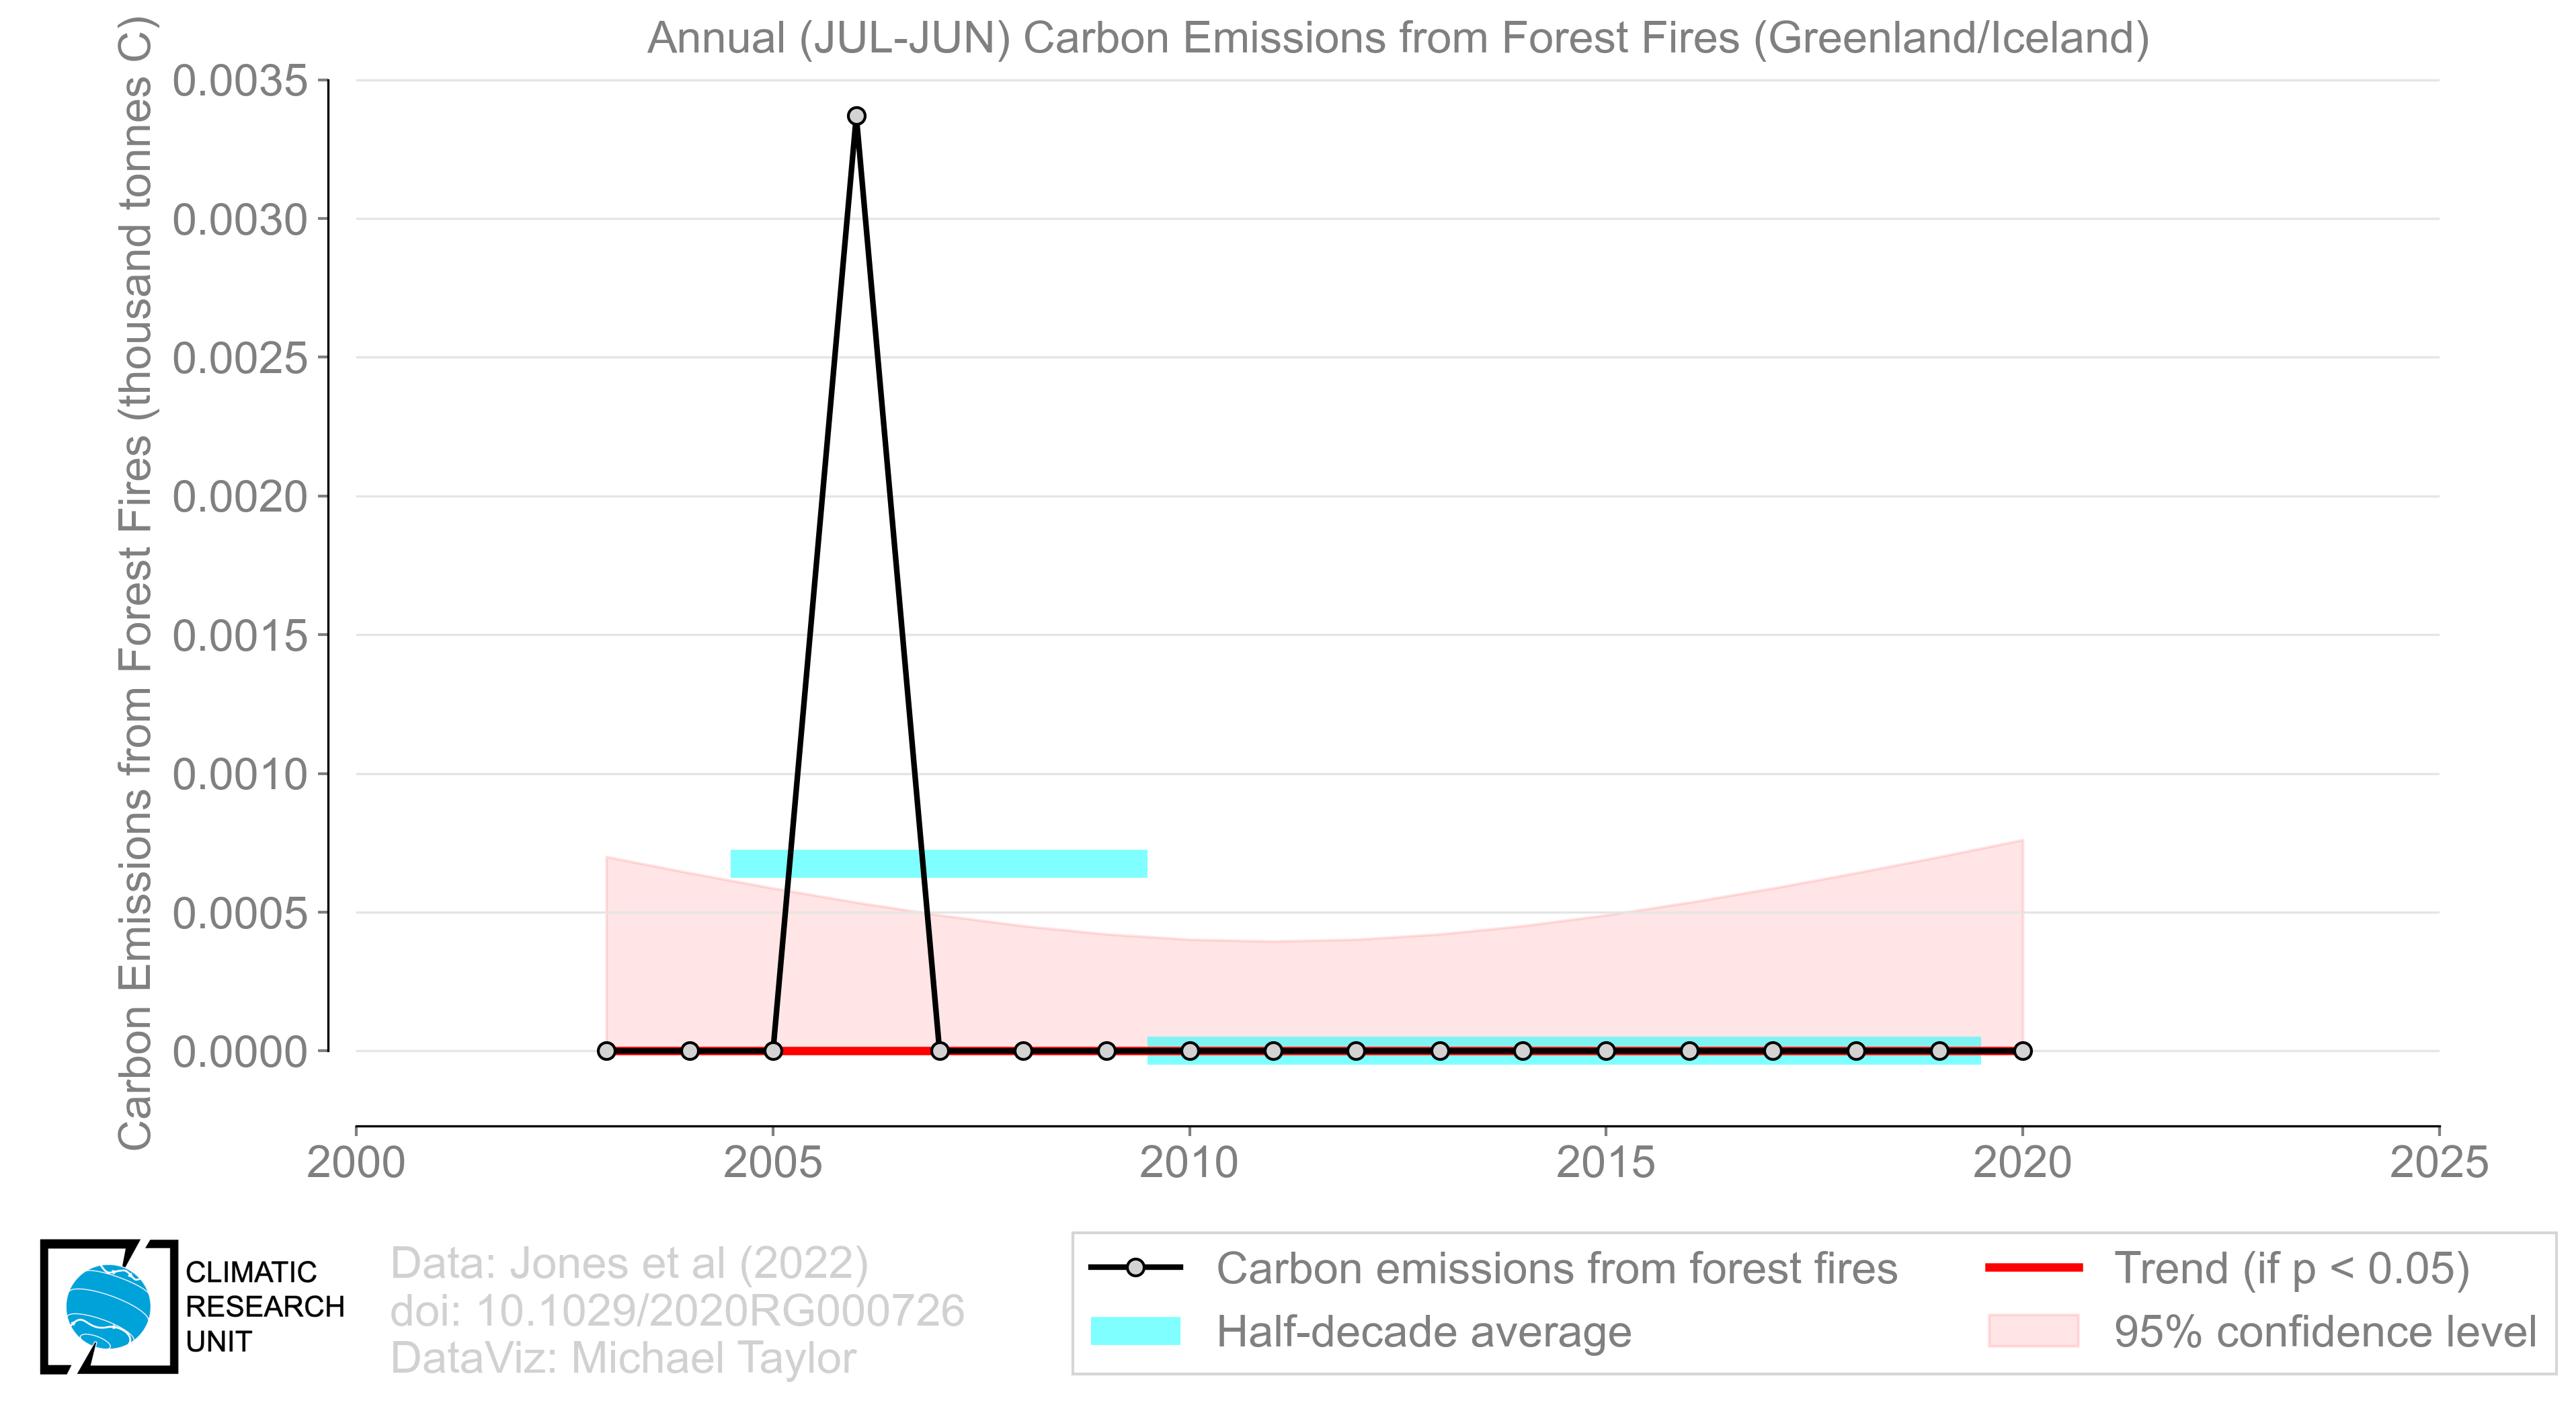 Annual (JUL-JUN) Carbon Emissions from Forest Fires (Greenland/Iceland)
Carbon Emissions from Forest Fires (thousand tonnes C)
0.0035
0.0030
0.0025
0.0020
0.0015
0.0010
0.0005
0.0000
2000 2005 2010 2015 2020 2025
CLIMATIC
RESEARCH
UNIT
Data: Jones et al (2022)
doi: 10.1029/2020RG000726
DataViz: Michael Taylor
Carbon emissions from forest fires
Half-decade average
Trend (if p < 0.05)
95% confidence level